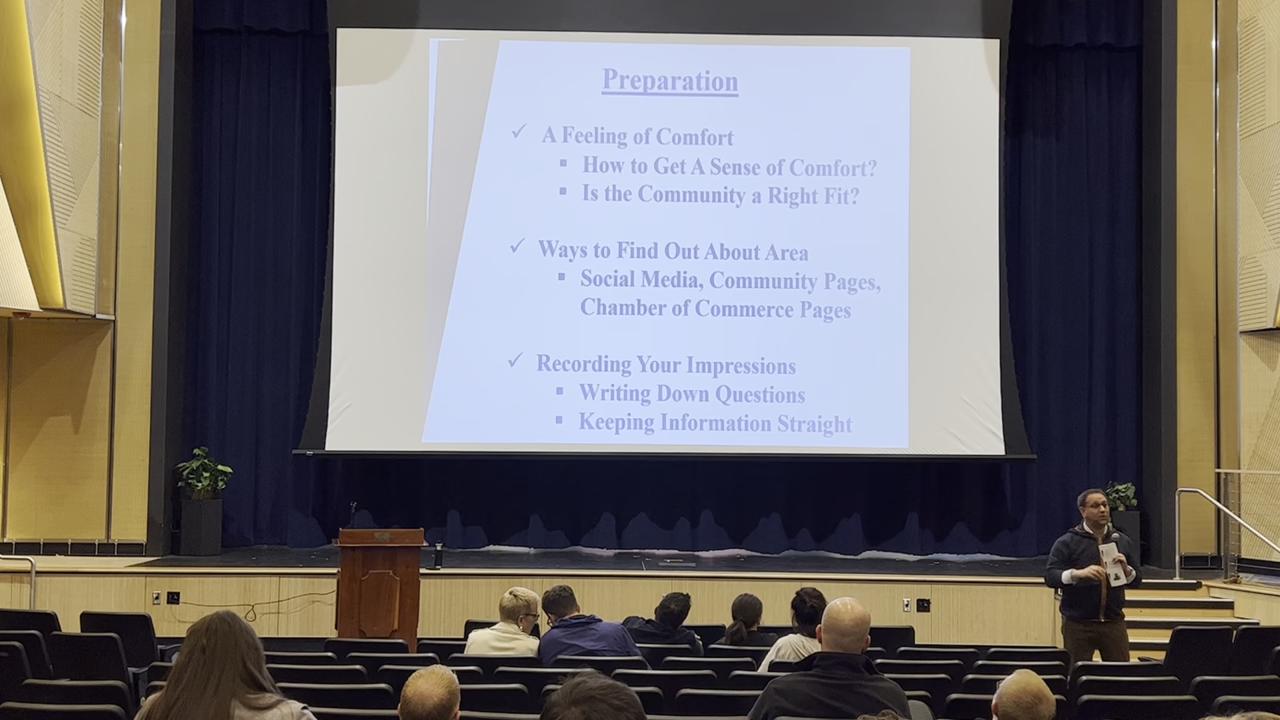 Preparation
✓ A Feeling of Comfort
▪ How to Get A Sense of Comfort?
▪ Is the Community a Right Fit?
✓ Ways to Find Out About Area
▪ Social Media, Community Pages,
Chamber of Commerce Pages
✓ Recording Your Impressions
▪ Writing Down Questions
▪ Keeping Information Straight